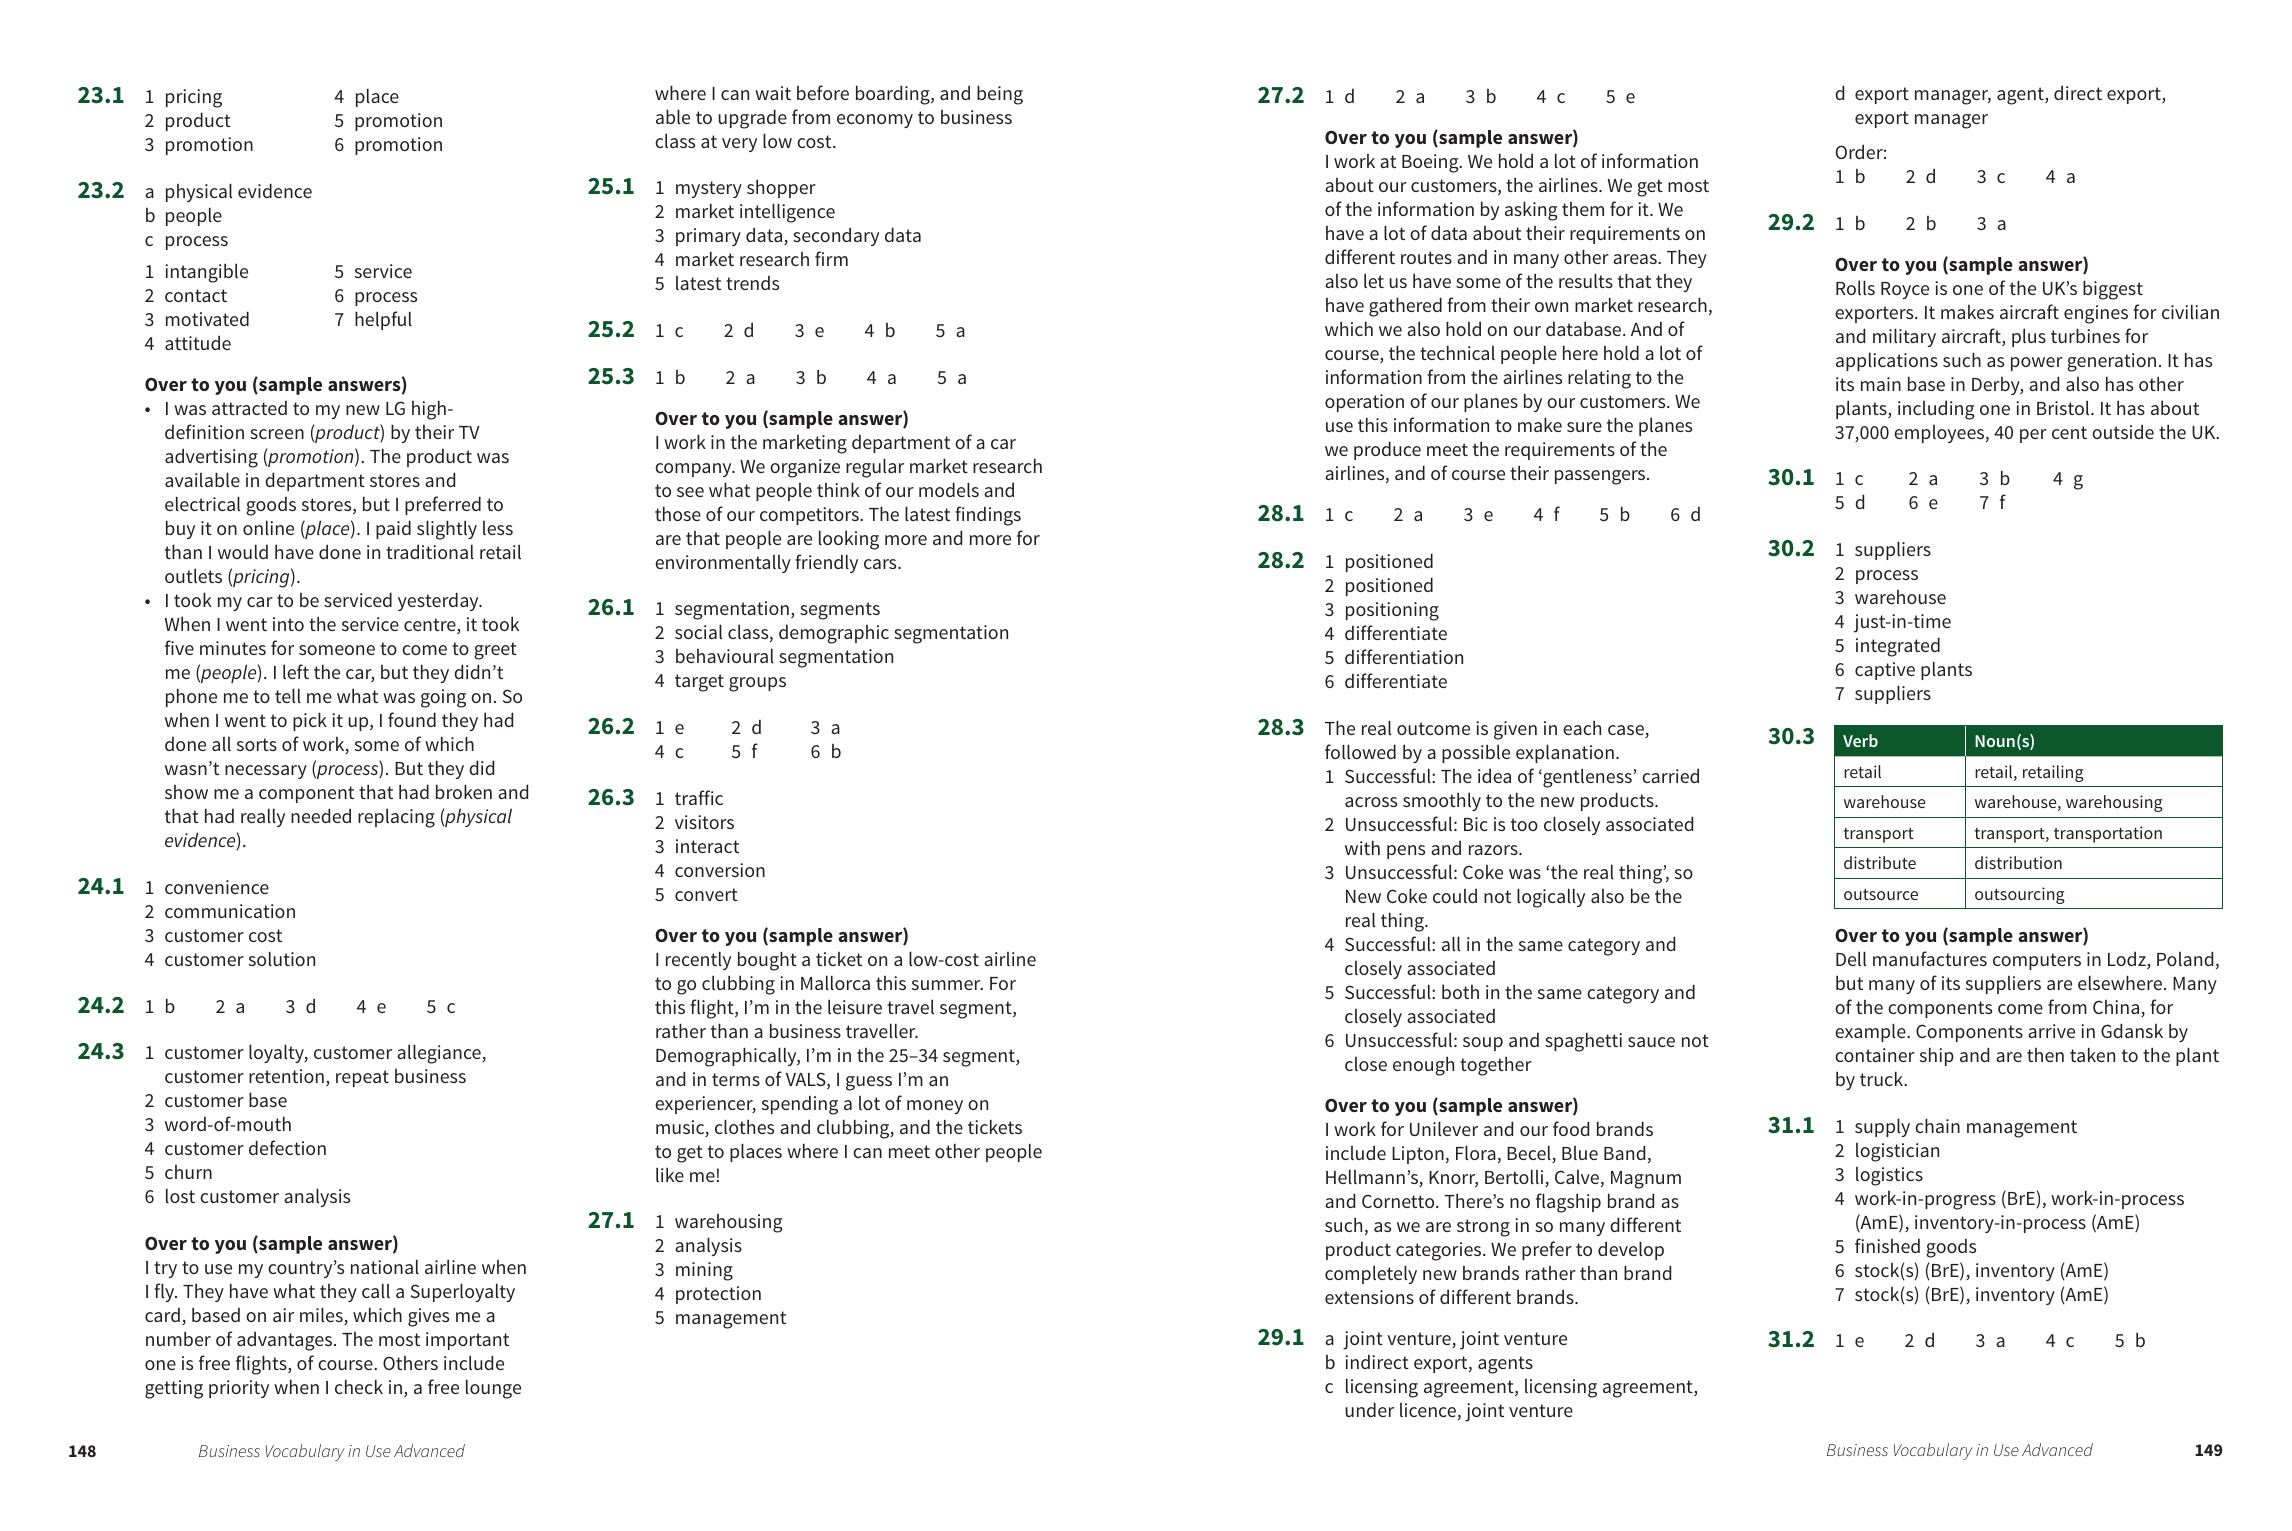 23.1 1 pricing 4 place
2 product 5 promotion
3 promotion 6 promotion
23.2 a physical evidence
b people
c process
1 intangible 5 service
2 contact 6 process
3 motivated 7 helpful
4 attitude
Over to you (sample answers)
• I was attracted to my new LG high-
definition screen (product) by their TV
advertising (promotion). The product was
available in department stores and
electrical goods stores, but I preferred to
buy it on online (place). I paid slightly less
than I would have done in traditional retail
outlets (pricing).
• I took my car to be serviced yesterday.
When I went into the service centre, it took
five minutes for someone to come to greet
me (people). I left the car, but they didn’t
phone me to tell me what was going on. So
when I went to pick it up, I found they had
done all sorts of work, some of which
wasn’t necessary (process). But they did
show me a component that had broken and
that had really needed replacing (physical
evidence).
24.1 1 convenience
2 communication
3 customer cost
4 customer solution
24.2 1 b 2 a 3 d 4 e 5 c
24.3 1 customer loyalty, customer allegiance,
customer retention, repeat business
2 customer base
3 word-of-mouth
4 customer defection
5 churn
6 lost customer analysis
Over to you (sample answer)
I try to use my country’s national airline when
I fly. They have what they call a Superloyalty
card, based on air miles, which gives me a
number of advantages. The most important
one is free flights, of course. Others include
getting priority when I check in, a free lounge
where I can wait before boarding, and being
able to upgrade from economy to business
class at very low cost.
25.1 1 mystery shopper
2 market intelligence
3 primary data, secondary data
4 market research firm
5 latest trends
25.2 1 c 2 d 3 e 4 b 5 a
25.3 1 b 2 a 3 b 4 a 5 a
Over to you (sample answer)
I work in the marketing department of a car
company. We organize regular market research
to see what people think of our models and
those of our competitors. The latest findings
are that people are looking more and more for
environmentally friendly cars.
26.1 1 segmentation, segments
2 social class, demographic segmentation
3 behavioural segmentation
4 target groups
26.2 1 e 2 d 3 a
4 c 5 f 6 b
26.3 1 traffic
2 visitors
3 interact
4 conversion
5 convert
Over to you (sample answer)
I recently bought a ticket on a low-cost airline
to go clubbing in Mallorca this summer. For
this flight, I’m in the leisure travel segment,
rather than a business traveller.
Demographically, I’m in the 25–34 segment,
and in terms of VALS, I guess I’m an
experiencer, spending a lot of money on
music, clothes and clubbing, and the tickets
to get to places where I can meet other people
like me!
27.1 1 warehousing
2 analysis
3 mining
4 protection
5 management
148 Business Vocabulary in Use Advanced
27.2 1 d 2 a 3 b 4 c 5 e
Over to you (sample answer)
I work at Boeing. We hold a lot of information
about our customers, the airlines. We get most
of the information by asking them for it. We
have a lot of data about their requirements on
different routes and in many other areas. They
also let us have some of the results that they
have gathered from their own market research,
which we also hold on our database. And of
course, the technical people here hold a lot of
information from the airlines relating to the
operation of our planes by our customers. We
use this information to make sure the planes
we produce meet the requirements of the
airlines, and of course their passengers.
28.1 1 c 2 a 3 e 4 f 5 b 6 d
28.2 1 positioned
2 positioned
3 positioning
4 differentiate
5 differentiation
6 differentiate
28.3 The real outcome is given in each case,
followed by a possible explanation.
1 Successful: The idea of ‘gentleness’ carried
across smoothly to the new products.
2 Unsuccessful: Bic is too closely associated
with pens and razors.
3 Unsuccessful: Coke was ‘the real thing’, so
New Coke could not logically also be the
real thing.
4 Successful: all in the same category and
closely associated
5 Successful: both in the same category and
closely associated
6 Unsuccessful: soup and spaghetti sauce not
close enough together
Over to you (sample answer)
I work for Unilever and our food brands
include Lipton, Flora, Becel, Blue Band,
Hellmann’s, Knorr, Bertolli, Calve, Magnum
and Cornetto. There’s no flagship brand as
such, as we are strong in so many different
product categories. We prefer to develop
completely new brands rather than brand
extensions of different brands.
29.1 a joint venture, joint venture
b indirect export, agents
c licensing agreement, licensing agreement,
under licence, joint venture
d export manager, agent, direct export,
export manager
Order:
1 b 2 d 3 c 4 a
29.2 1 b 2 b 3 a
Over to you (sample answer)
Rolls Royce is one of the UK’s biggest
exporters. It makes aircraft engines for civilian
and military aircraft, plus turbines for
applications such as power generation. It has
its main base in Derby, and also has other
plants, including one in Bristol. It has about
37,000 employees, 40 per cent outside the UK.
30.1 1 c 2 a 3 b 4 g
5 d 6 e 7 f
30.2 1 suppliers
2 process
3 warehouse
4 just-in-time
5 integrated
6 captive plants
7 suppliers
30.3 Verb Noun(s)
retail retail, retailing
warehouse warehouse, warehousing
transport transport, transportation
distribute distribution
outsource outsourcing
Over to you (sample answer)
Dell manufactures computers in Lodz, Poland,
but many of its suppliers are elsewhere. Many
of the components come from China, for
example. Components arrive in Gdansk by
container ship and are then taken to the plant
by truck.
31.1 1 supply chain management
2 logistician
3 logistics
4 work-in-progress (BrE), work-in-process
(AmE), inventory-in-process (AmE)
5 finished goods
6 stock(s) (BrE), inventory (AmE)
7 stock(s) (BrE), inventory (AmE)
31.2 1 e 2 d 3 a 4 c 5 b
Business Vocabulary in Use Advanced 149